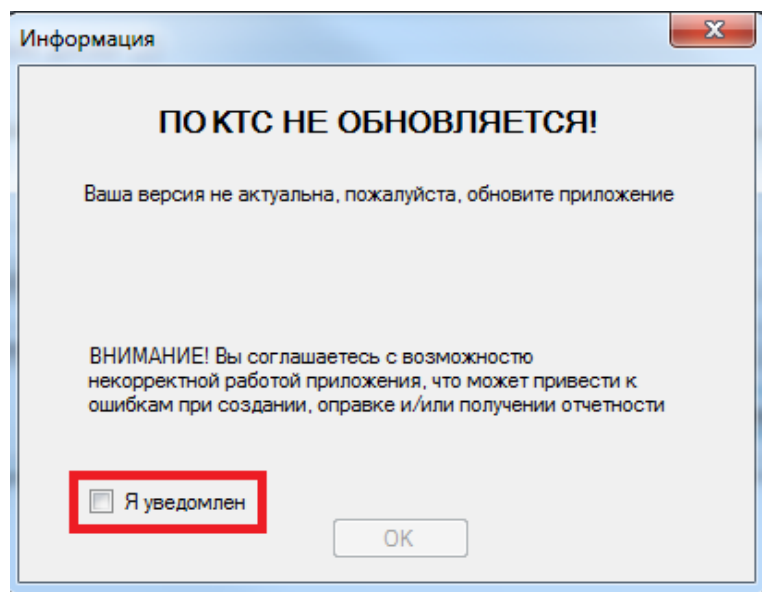 Информация
ПО КТС НЕ ОБНОВЛЯЕТСЯ!
Ваша версия не актуальна, пожалуйста, обновите приложение
ВНИМАНИЕ! Вы соглашаетесь с возможностью
некорректной работой приложения, что может привести к
ошибкам при создании, оправке и/или получении отчетности
Я уведомлен
OK